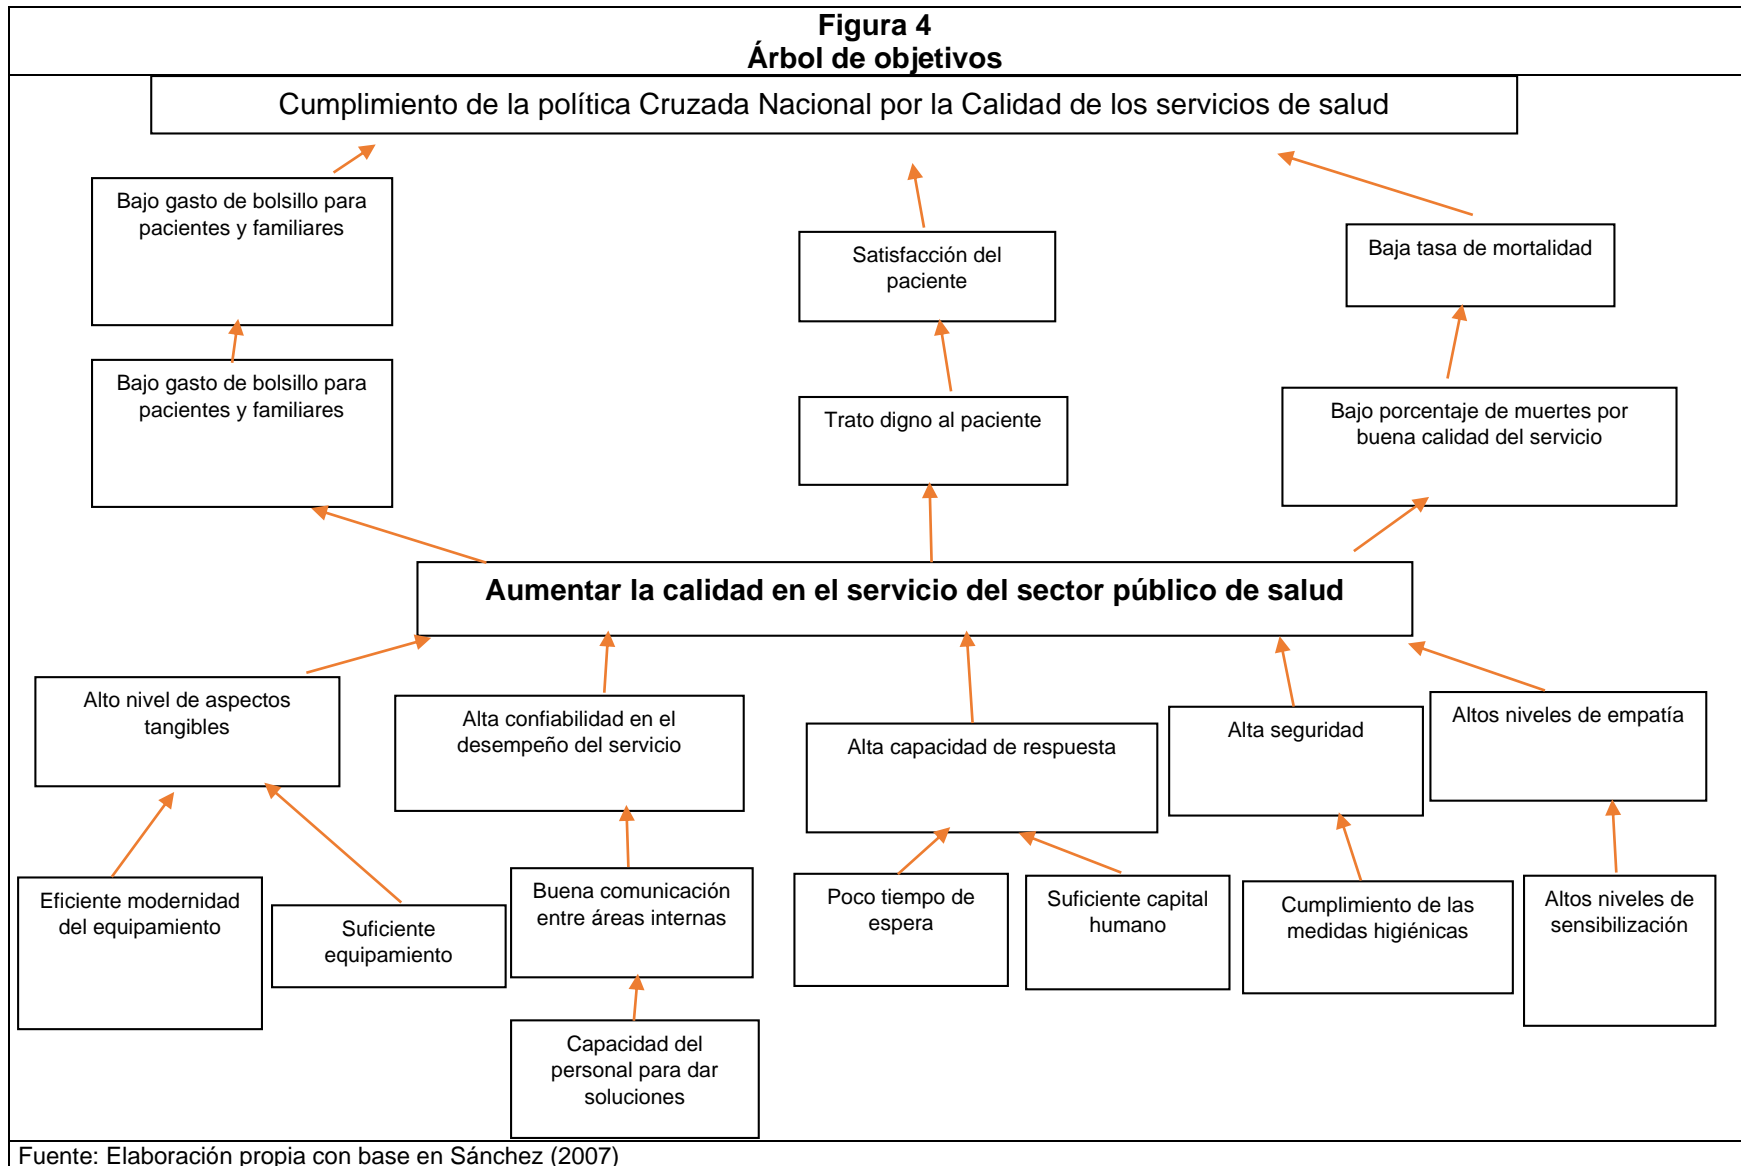 Figura 4
Árbol de objetivos
Cumplimiento de la política Cruzada Nacional por la Calidad de los servicios de salud
Bajo gasto de bolsillo para
pacientes y familiares
Satisfacción del
paciente
Baja tasa de mortalidad
Bajo gasto de bolsillo para
pacientes y familiares
Trato digno al paciente
Bajo porcentaje de muertes por
buena calidad del servicio
Aumentar la calidad en el servicio del sector público de salud
Alto nivel de aspectos
tangibles
Alta confiabilidad en el
desempeño del servicio
Alta capacidad de respuesta
Alta seguridad
Altos niveles de empatía
Eficiente modernidad
del equipamiento
Suficiente
equipamiento
Buena comunicación
entre áreas internas
Poco tiempo de
espera
Suficiente capital
humano
Cumplimiento de las
medidas higiénicas
Altos niveles de
sensibilización
Capacidad del
personal para dar
soluciones
Fuente: Elaboración propia con base en Sánchez (2007)